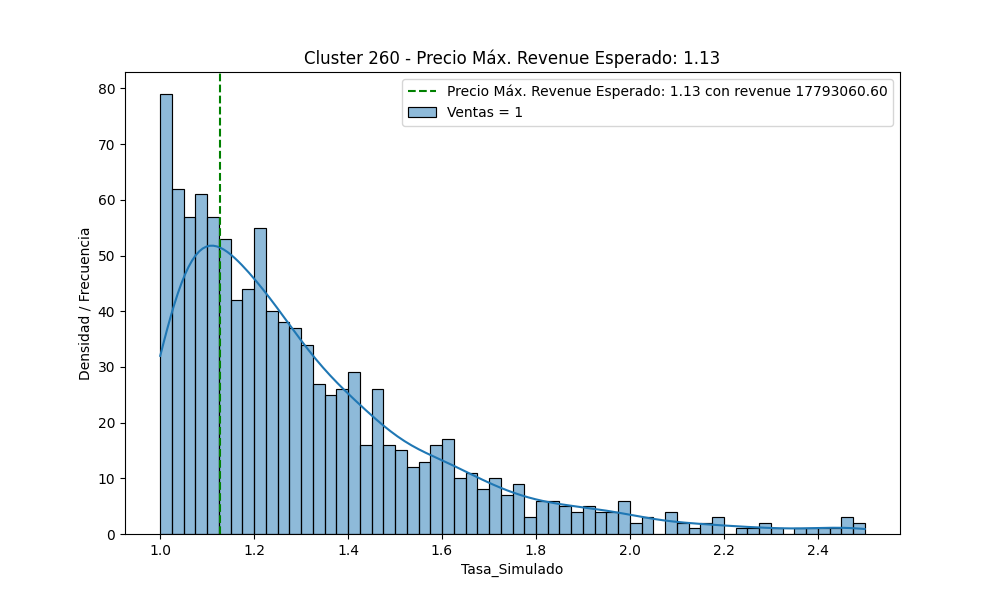 Cluster 260 - Precio Máx. Revenue Esperado: 1.13
Precio Máx. Revenue Esperado: 1.13 con revenue 17793060.60
Ventas = 1
Densidad / Frecuencia
80
70
60
50
40
30
20
10
0
1.0 1.2 1.4 1.6 1.8 2.0 2.2 2.4
Tasa_Simulado